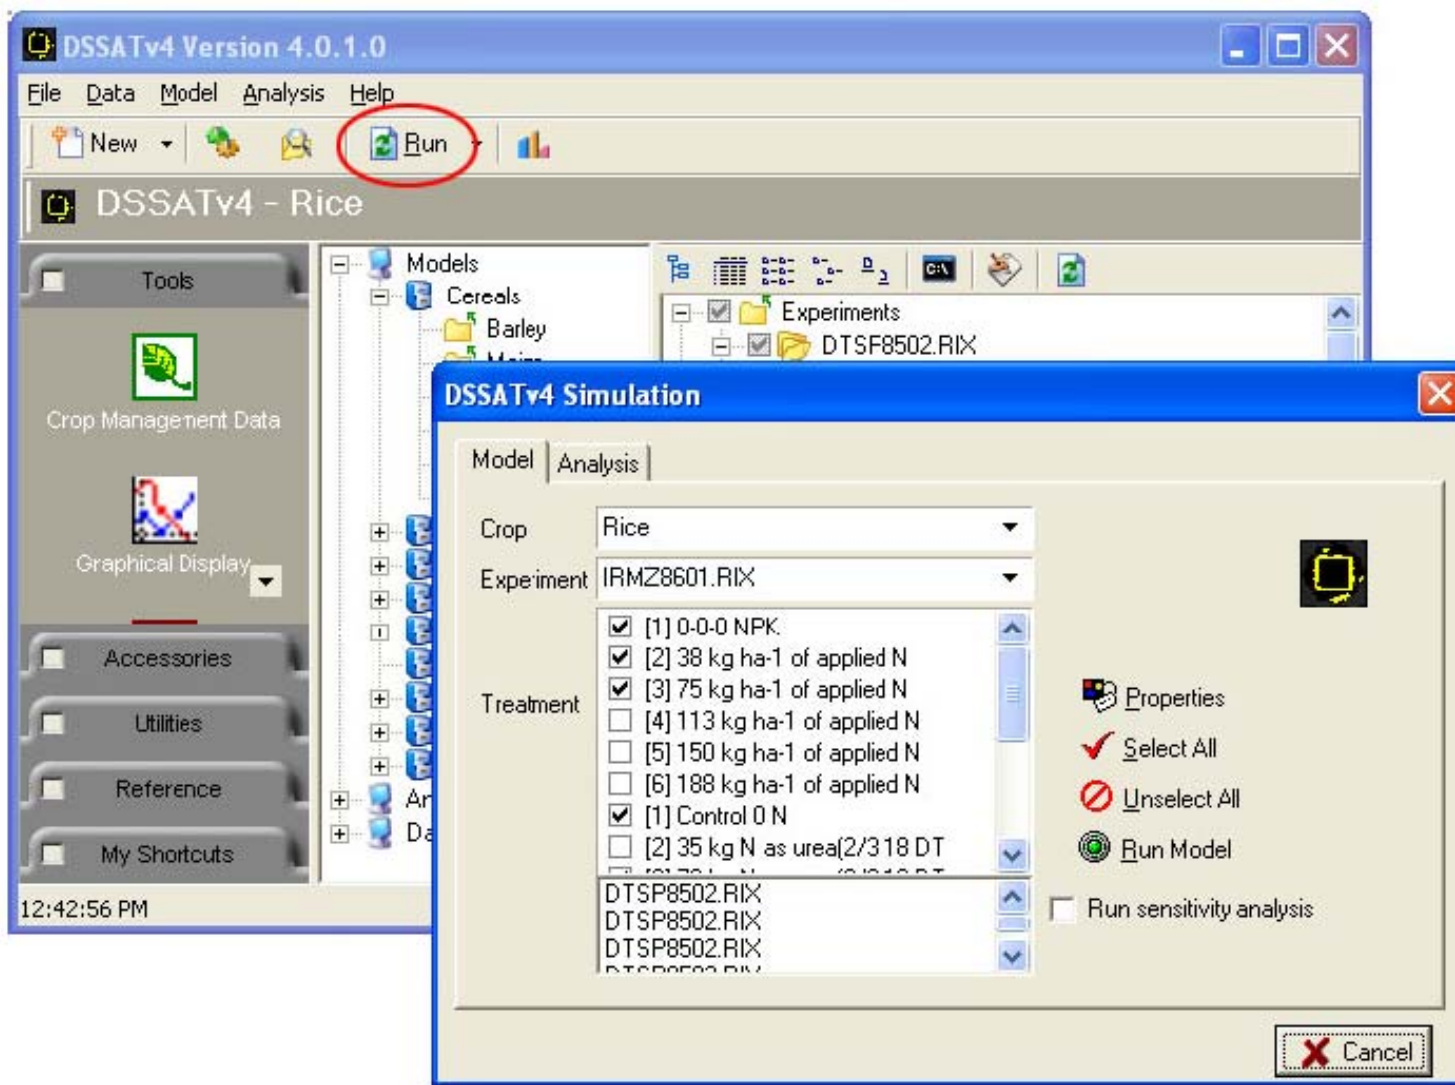 DSSATv4 Version 4.0.1.0
File Data Model Analysis Help
New Run
DSSATv4 - Rice
Tools
Crop Management Data
Graphical Display
Accessories
Utilities
Reference
My Shortcuts
12:42:56 PM
Models
Cereals
Barley
Experiments
DTSF8502.RIX
DSSATv4 Simulation
Model Analysis
Crop Rice
Experiment IRMZ8601.RIX
Treatment
[1] 0-0-0 NPK.
[2] 38 kg ha-1 of applied N
[3] 75 kg ha-1 of applied N
[4] 113 kg ha-1 of applied N
[5] 150 kg ha-1 of applied N
[6] 188 kg ha-1 of applied N
[1] Control 0 N
[2] 35 kg N as urea(2/318 DT
DTSP8502.RIX
DTSP8502.RIX
DTSP8502.RIX
Properties
Select All
Unselect All
Run Model
Run sensitivity analysis
Cancel